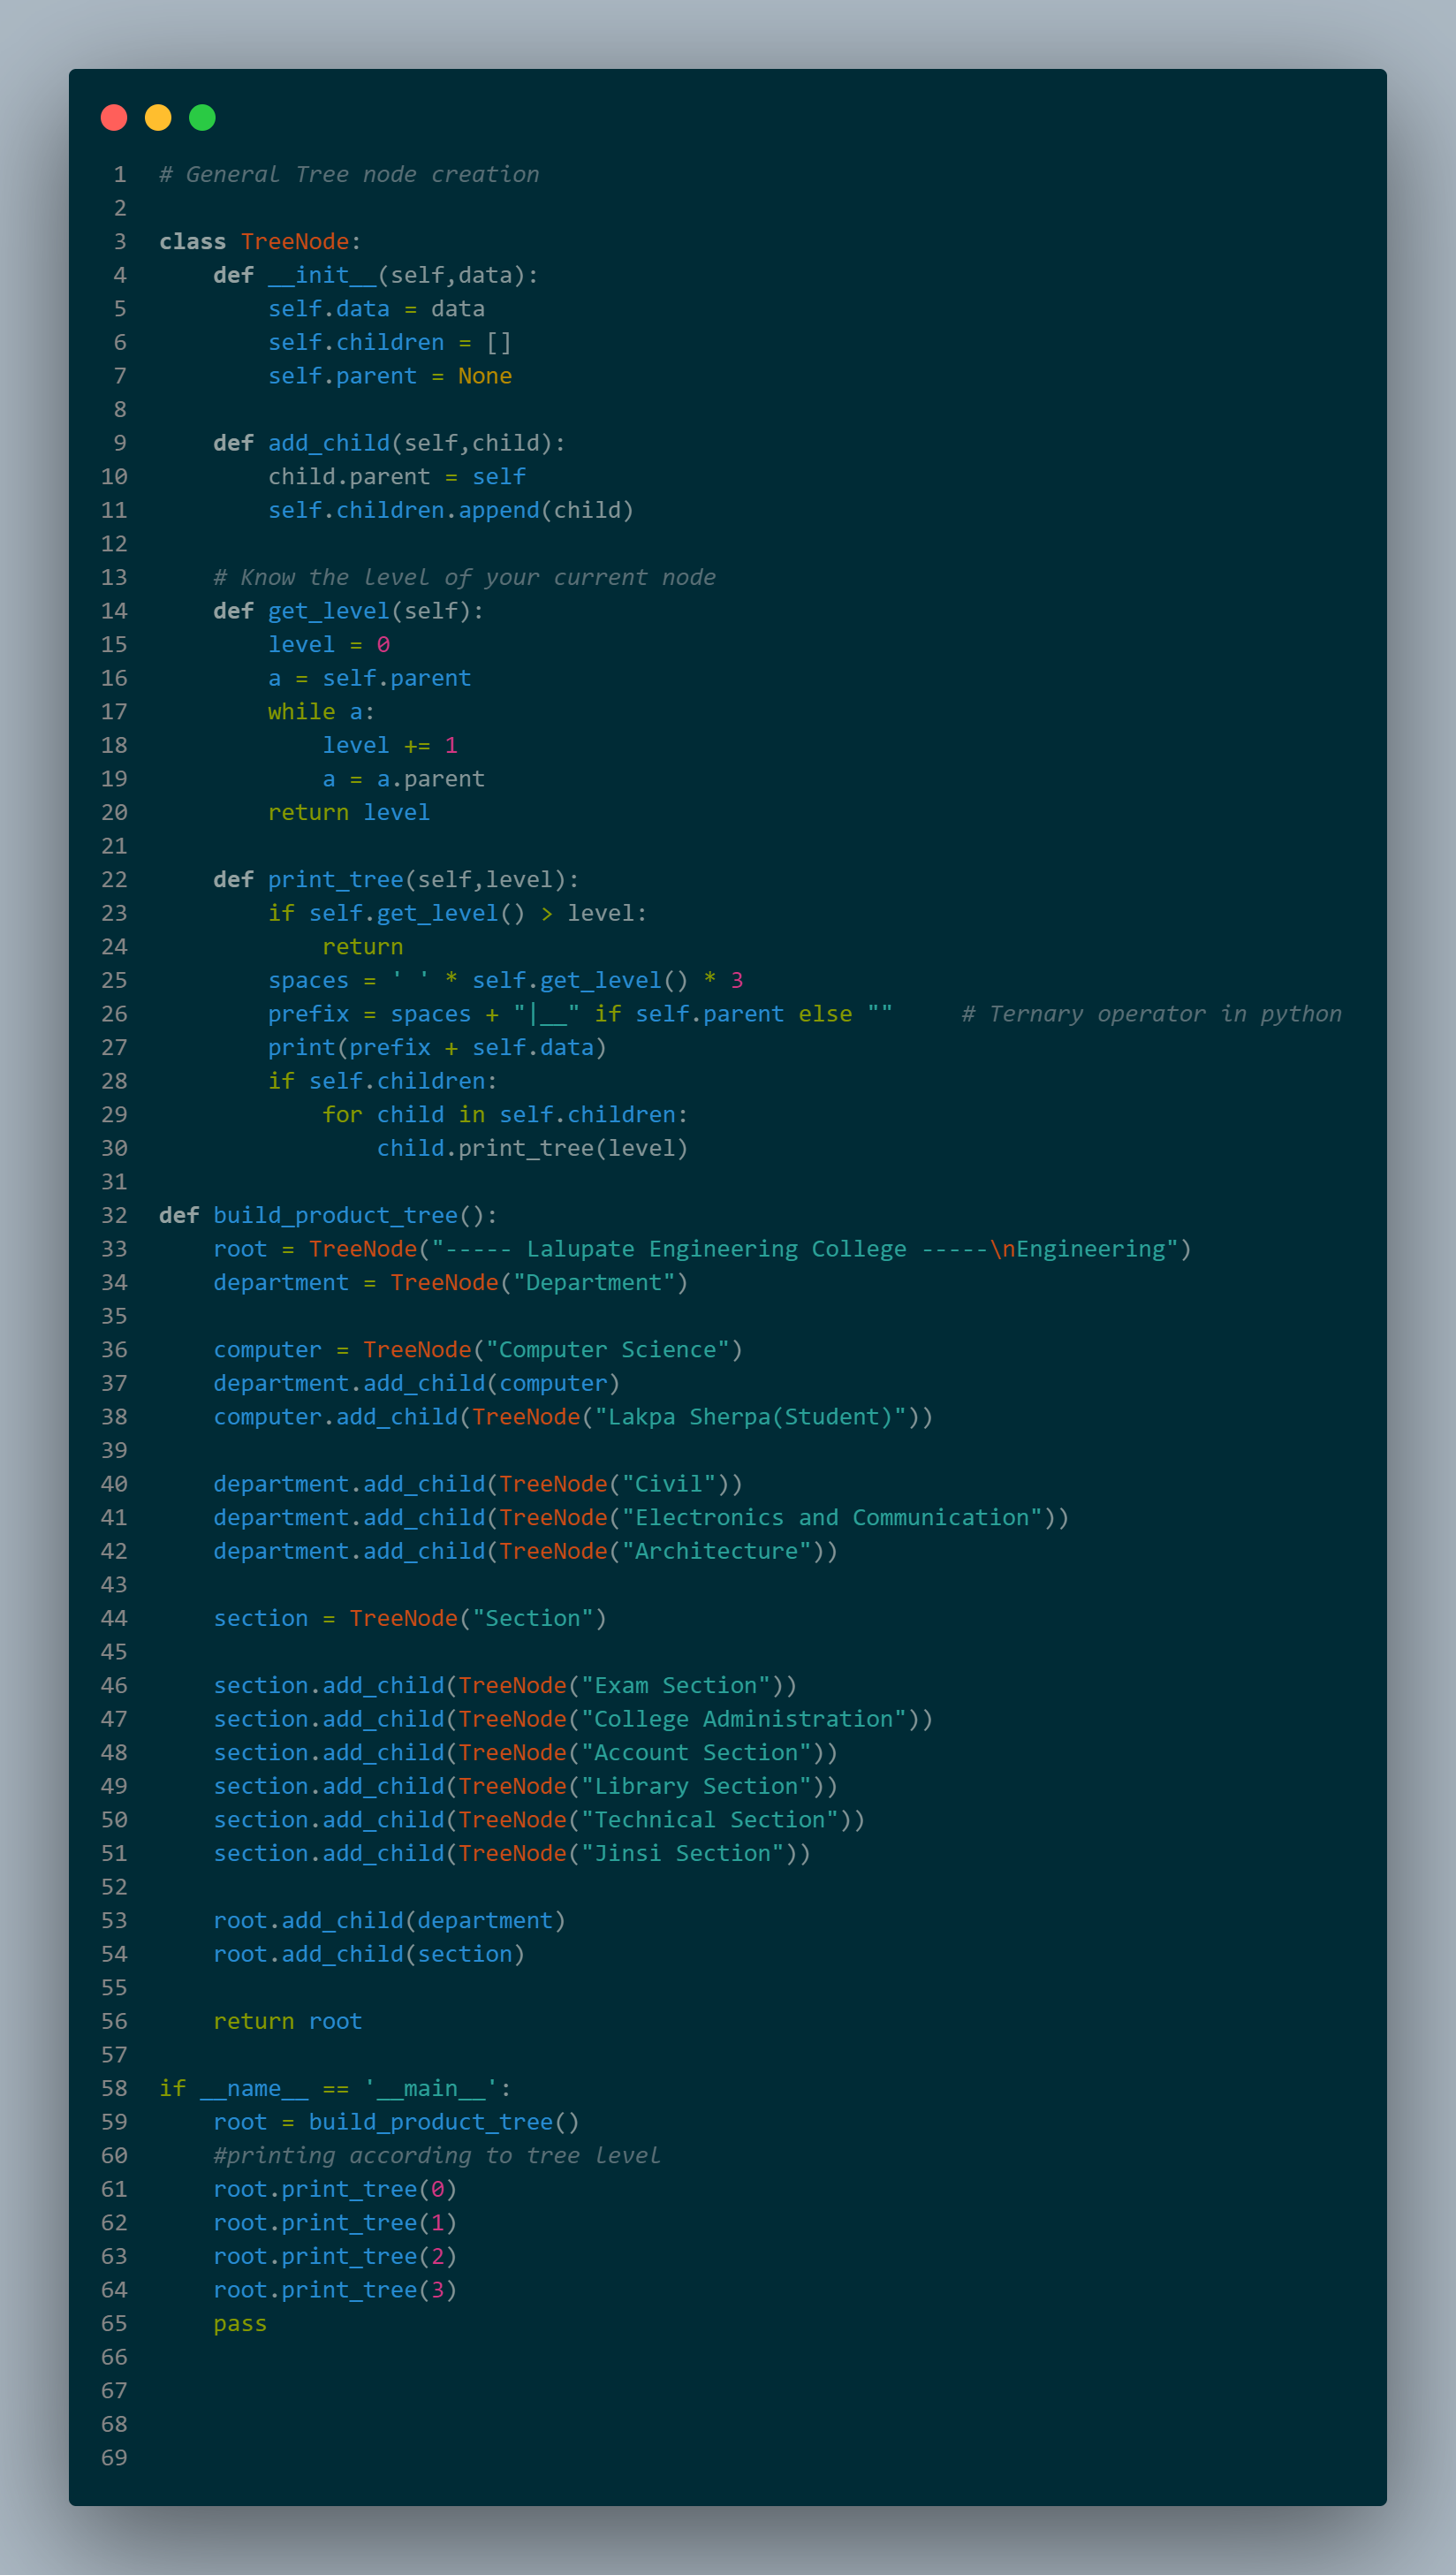 1 # General Tree node creation
2
3 class TreeNode:
4     def __init__(self,data):
5         self.data = data
6         self.children = []
7         self.parent = None
8
9     def add_child(self,child):
10         child.parent = self
11         self.children.append(child)
12
13     # Know the level of your current node
14     def get_level(self):
15         level = 0
16         a = self.parent
17         while a:
18             level += 1
19             a = a.parent
20         return level
21
22     def print_tree(self,level):
23         if self.get_level() > level:
24             return
25         spaces = ' ' * self.get_level() * 3
26         prefix = spaces + "|__" if self.parent else ""     # Ternary operator in python
27         print(prefix + self.data)
28         if self.children:
29             for child in self.children:
30                 child.print_tree(level)
31
32 def build_product_tree():
33     root = TreeNode("----- Lalupate Engineering College -----\nEngineering")
34     department = TreeNode("Department")
35
36     computer = TreeNode("Computer Science")
37     department.add_child(computer)
38     computer.add_child(TreeNode("Lakpa Sherpa(Student)"))
39
40     department.add_child(TreeNode("Civil"))
41     department.add_child(TreeNode("Electronics and Communication"))
42     department.add_child(TreeNode("Architecture"))
43
44     section = TreeNode("Section")
45
46     section.add_child(TreeNode("Exam Section"))
47     section.add_child(TreeNode("College Administration"))
48     section.add_child(TreeNode("Account Section"))
49     section.add_child(TreeNode("Library Section"))
50     section.add_child(TreeNode("Technical Section"))
51     section.add_child(TreeNode("Jinsi Section"))
52
53     root.add_child(department)
54     root.add_child(section)
55
56     return root
57
58 if __name__ == '__main__':
59     root = build_product_tree()
60     #printing according to tree level
61     root.print_tree(0)
62     root.print_tree(1)
63     root.print_tree(2)
64     root.print_tree(3)
65     pass
66
67
68
69